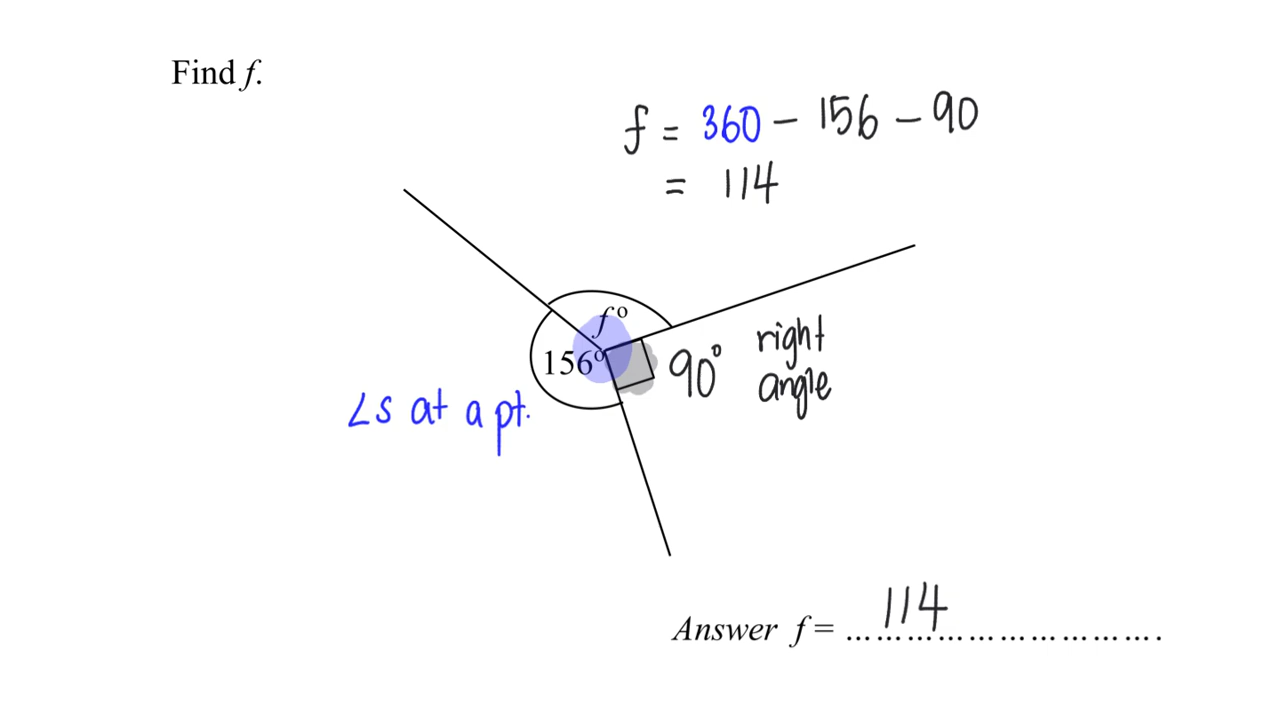 Find f.
f = 360 - 156 - 90
= 114
f°
156°
90°
right
angle
∠s at a pt.
Answer f = 114